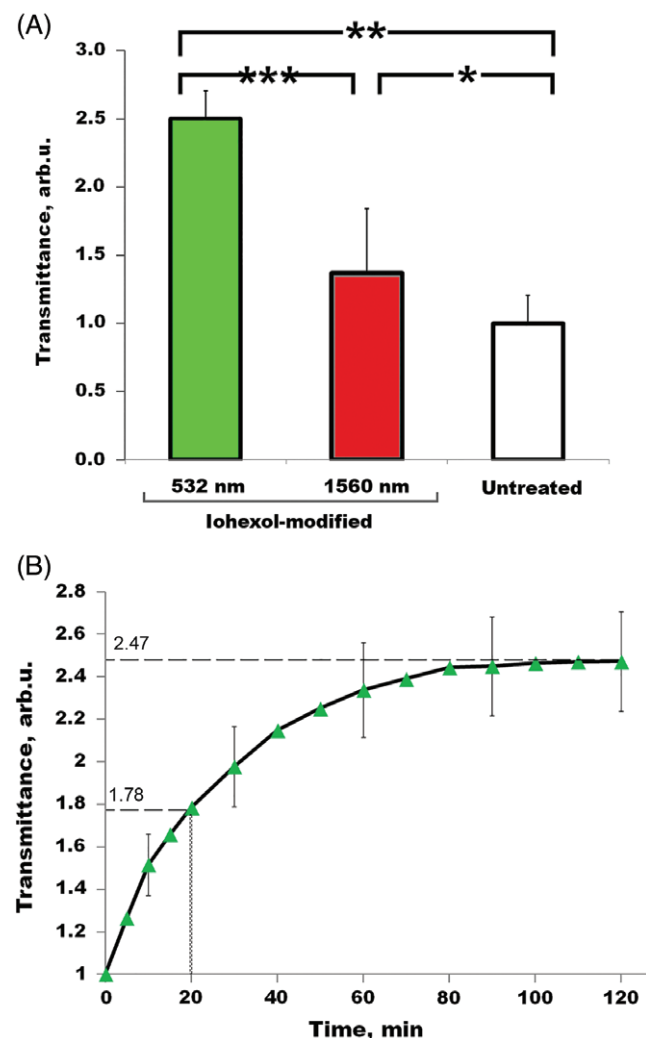 (A)
**
3.0
***
*
2.5
2.0
1.5
1.0
0.5
0.0
Transmittance, arb.u.
532 nm 1560 nm Untreated
Iohexol-modified
(B)
2.8
2.6
2.47
2.4
2.2
2
1.8
1.78
1.6
1.4
1.2
1
Transmittance, arb.u.
0 20 40 60 80 100 120
Time, min